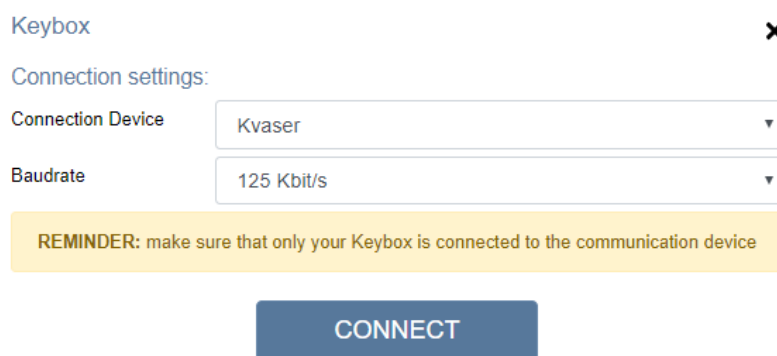 Keybox
Connection settings:
Connection Device
Kvaser
Baudrate
125 Kbit/s
REMINDER: make sure that only your Keybox is connected to the communication device
CONNECT